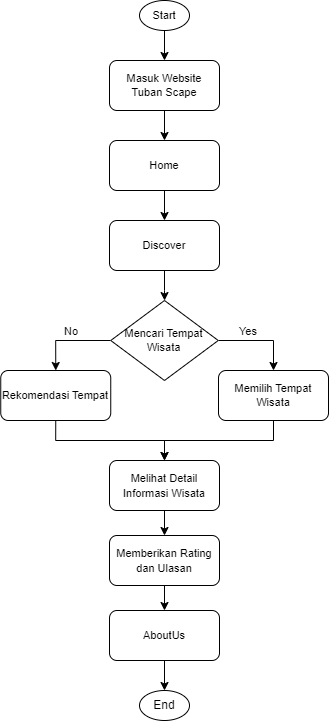 Start
Masuk Website
Tuban Scape
Home
Discover
Mencari Tempat
Wisata
No
Yes
Rekomendasi Tempat
Memilih Tempat
Wisata
Melihat Detail
Informasi Wisata
Memberikan Rating
dan Ulasan
AboutUs
End